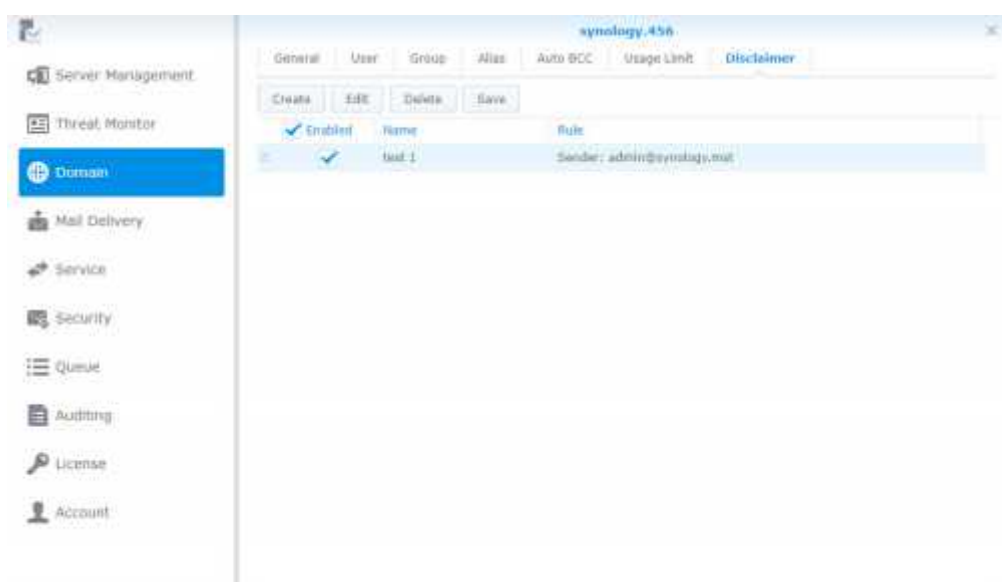 synology.456
General User Group Alias Auto BCC Usage Limit Disclaimer
Create Edit Delete Save
Enabled Name Rule
test 1 Sender: admin@synology.mst
Server Management
Threat Monitor
Domain
Mail Delivery
Service
Security
Queue
Auditing
License
Account